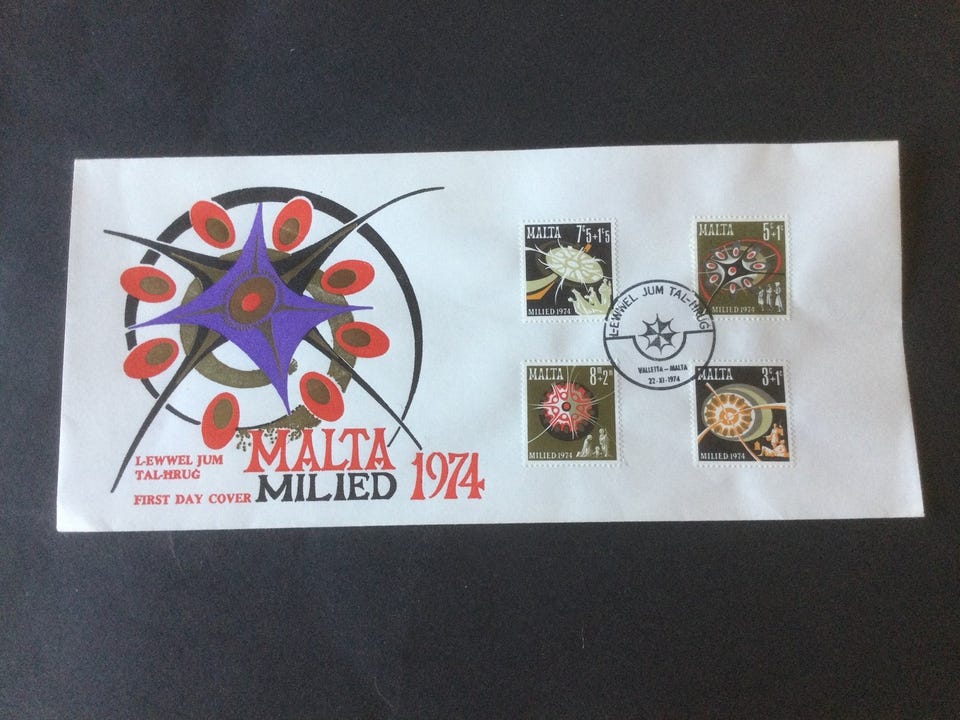 L-EWWEL JUM
TAL-ĦRUĠ
FIRST DAY COVER
MALTA
MILIED
1974
MALTA 7c5+1c5
MILIED 1974
MALTA 5c+1c
MILIED 1974
L-EWWEL JUM TAL-ĦRUĠ
VALLETTA – MALTA
22-XI-1974
MALTA 8m+2m
MILIED 1974
MALTA 3c+1c
MILIED 1974